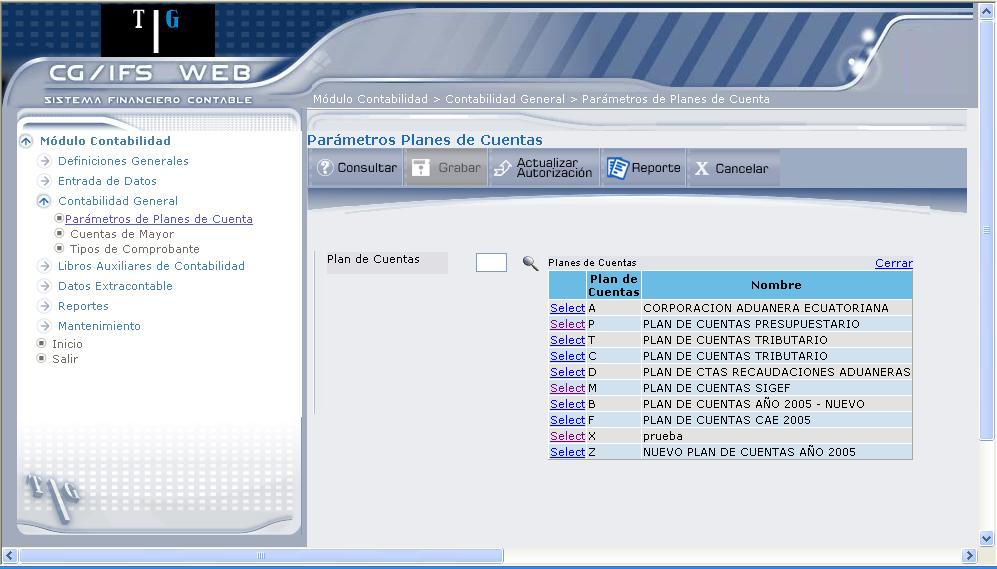 T G
CG/IFS WEB
SISTEMA FINANCIERO CONTABLE
Módulo Contabilidad > Contabilidad General > Parámetros de Planes de Cuenta
Módulo Contabilidad
Definiciones Generales
Entrada de Datos
Contabilidad General
Parámetros de Planes de Cuenta
Cuentas de Mayor
Tipos de Comprobante
Libros Auxiliares de Contabilidad
Datos Extracontable
Reportes
Mantenimiento
Inicio
Salir
TIG
Parámetros Planes de Cuentas
Consultar Grabar Actualizar Autorización Reporte X Cancelar
Plan de Cuentas
Planes de Cuentas Cerrar
Plan de Cuentas Nombre
Select A CORPORACION ADUANERA ECUATORIANA
Select P PLAN DE CUENTAS PRESUPUESTARIO
Select T PLAN DE CUENTAS TRIBUTARIO
Select C PLAN DE CUENTAS TRIBUTARIO
Select D PLAN DE CTAS RECAUDACIONES ADUANERAS
Select M PLAN DE CUENTAS SIGEF
Select B PLAN DE CUENTAS AÑO 2005 - NUEVO
Select F PLAN DE CUENTAS CAE 2005
Select X prueba
Select Z NUEVO PLAN DE CUENTAS AÑO 2005